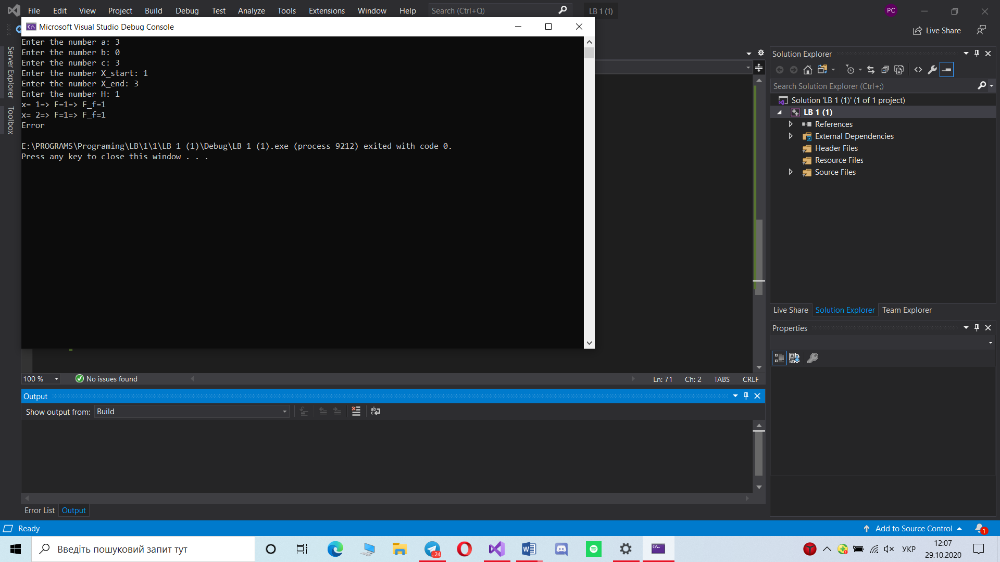 File Edit View Project Build Debug Test Analyze Tools Extensions Window Help Search (Ctrl+Q) LB 1 (1) PC
Live Share
Microsoft Visual Studio Debug Console
Enter the number a: 3
Enter the number b: 0
Enter the number c: 3
Enter the number X_start: 1
Enter the number X_end: 3
Enter the number H: 1
x= 1=> F=1=> F_f=1
x= 2=> F=1=> F_f=1
Error
E:\PROGRAMS\Programing\LB\1\1\LB 1 (1)\Debug\LB 1 (1).exe (process 9212) exited with code 0.
Press any key to close this window . . .
Server Explorer
Toolbox
Solution Explorer
Search Solution Explorer (Ctrl+;)
Solution 'LB 1 (1)' (1 of 1 project)
LB 1 (1)
References
External Dependencies
Header Files
Resource Files
Source Files
Live Share Solution Explorer Team Explorer
Properties
100 % No issues found Ln: 71 Ch: 2 TABS CRLF
Output
Show output from: Build
Error List Output
Ready Add to Source Control 1
Введіть пошуковий запит тут ..24 УКР 12:07
29.10.2020